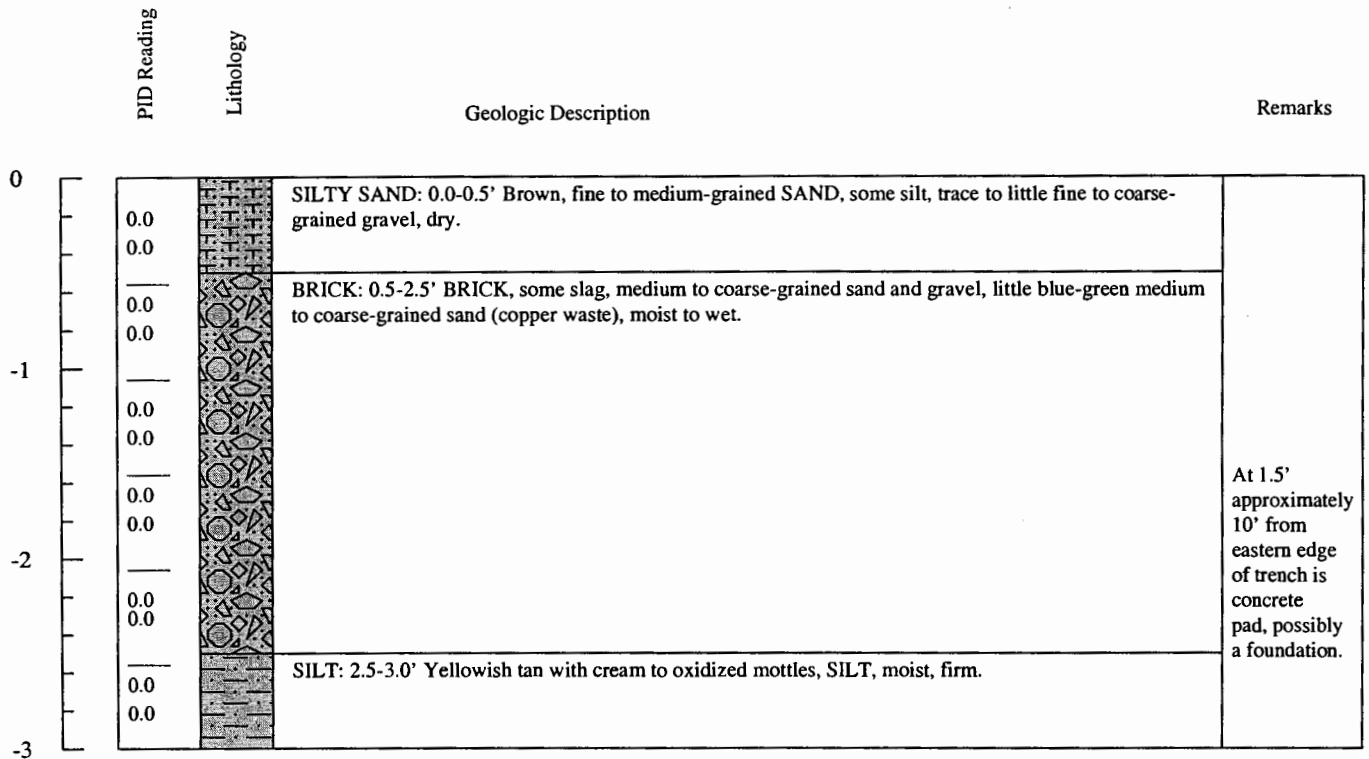 PID Reading
Lithology
Geologic Description
Remarks
0
SILTY SAND: 0.0-0.5' Brown, fine to medium-grained SAND, some silt, trace to little fine to coarse-
grained gravel, dry.
0.0
0.0
BRICK: 0.5-2.5' BRICK, some slag, medium to coarse-grained sand and gravel, little blue-green medium
to coarse-grained sand (copper waste), moist to wet.
0.0
0.0
-1
0.0
0.0
0.0
0.0
At 1.5'
approximately
10' from
eastern edge
of trench is
concrete
pad, possibly
a foundation.
-2
0.0
0.0
SILT: 2.5-3.0' Yellowish tan with cream to oxidized mottles, SILT, moist, firm.
0.0
0.0
-3